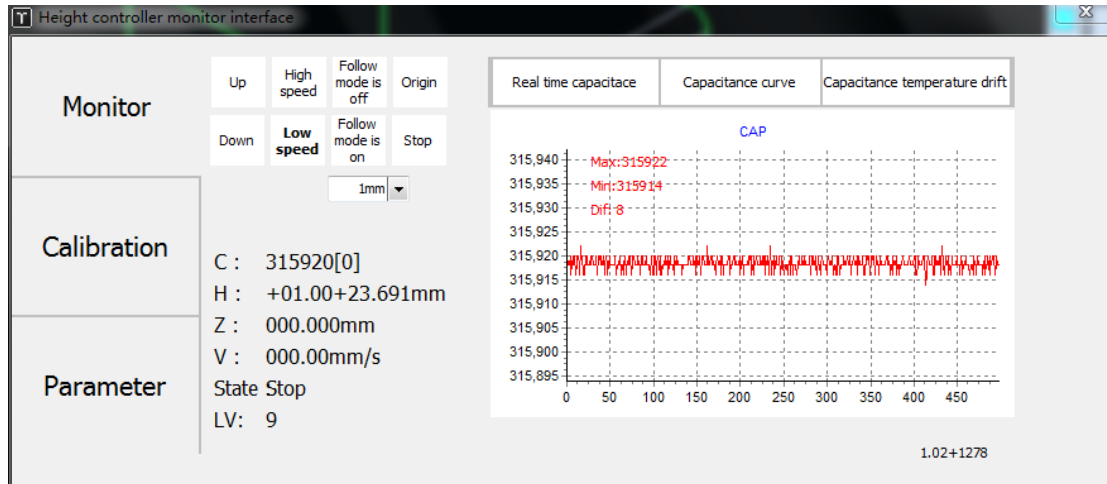 Height controller monitor interface
Monitor
Calibration
Parameter
Up
High speed
Follow mode is off
Origin
Down
Low speed
Follow mode is on
Stop
1mm
C : 315920[0]
H : +01.00+23.691mm
Z : 000.000mm
V : 000.00mm/s
State Stop
LV: 9
Real time capacitace
Capacitance curve
Capacitance temperature drift
CAP
Max:315922
Min:315914
Dif: 8
315,940
315,935
315,930
315,925
315,920
315,915
315,910
315,905
315,900
315,895
0 50 100 150 200 250 300 350 400 450
1.02+1278